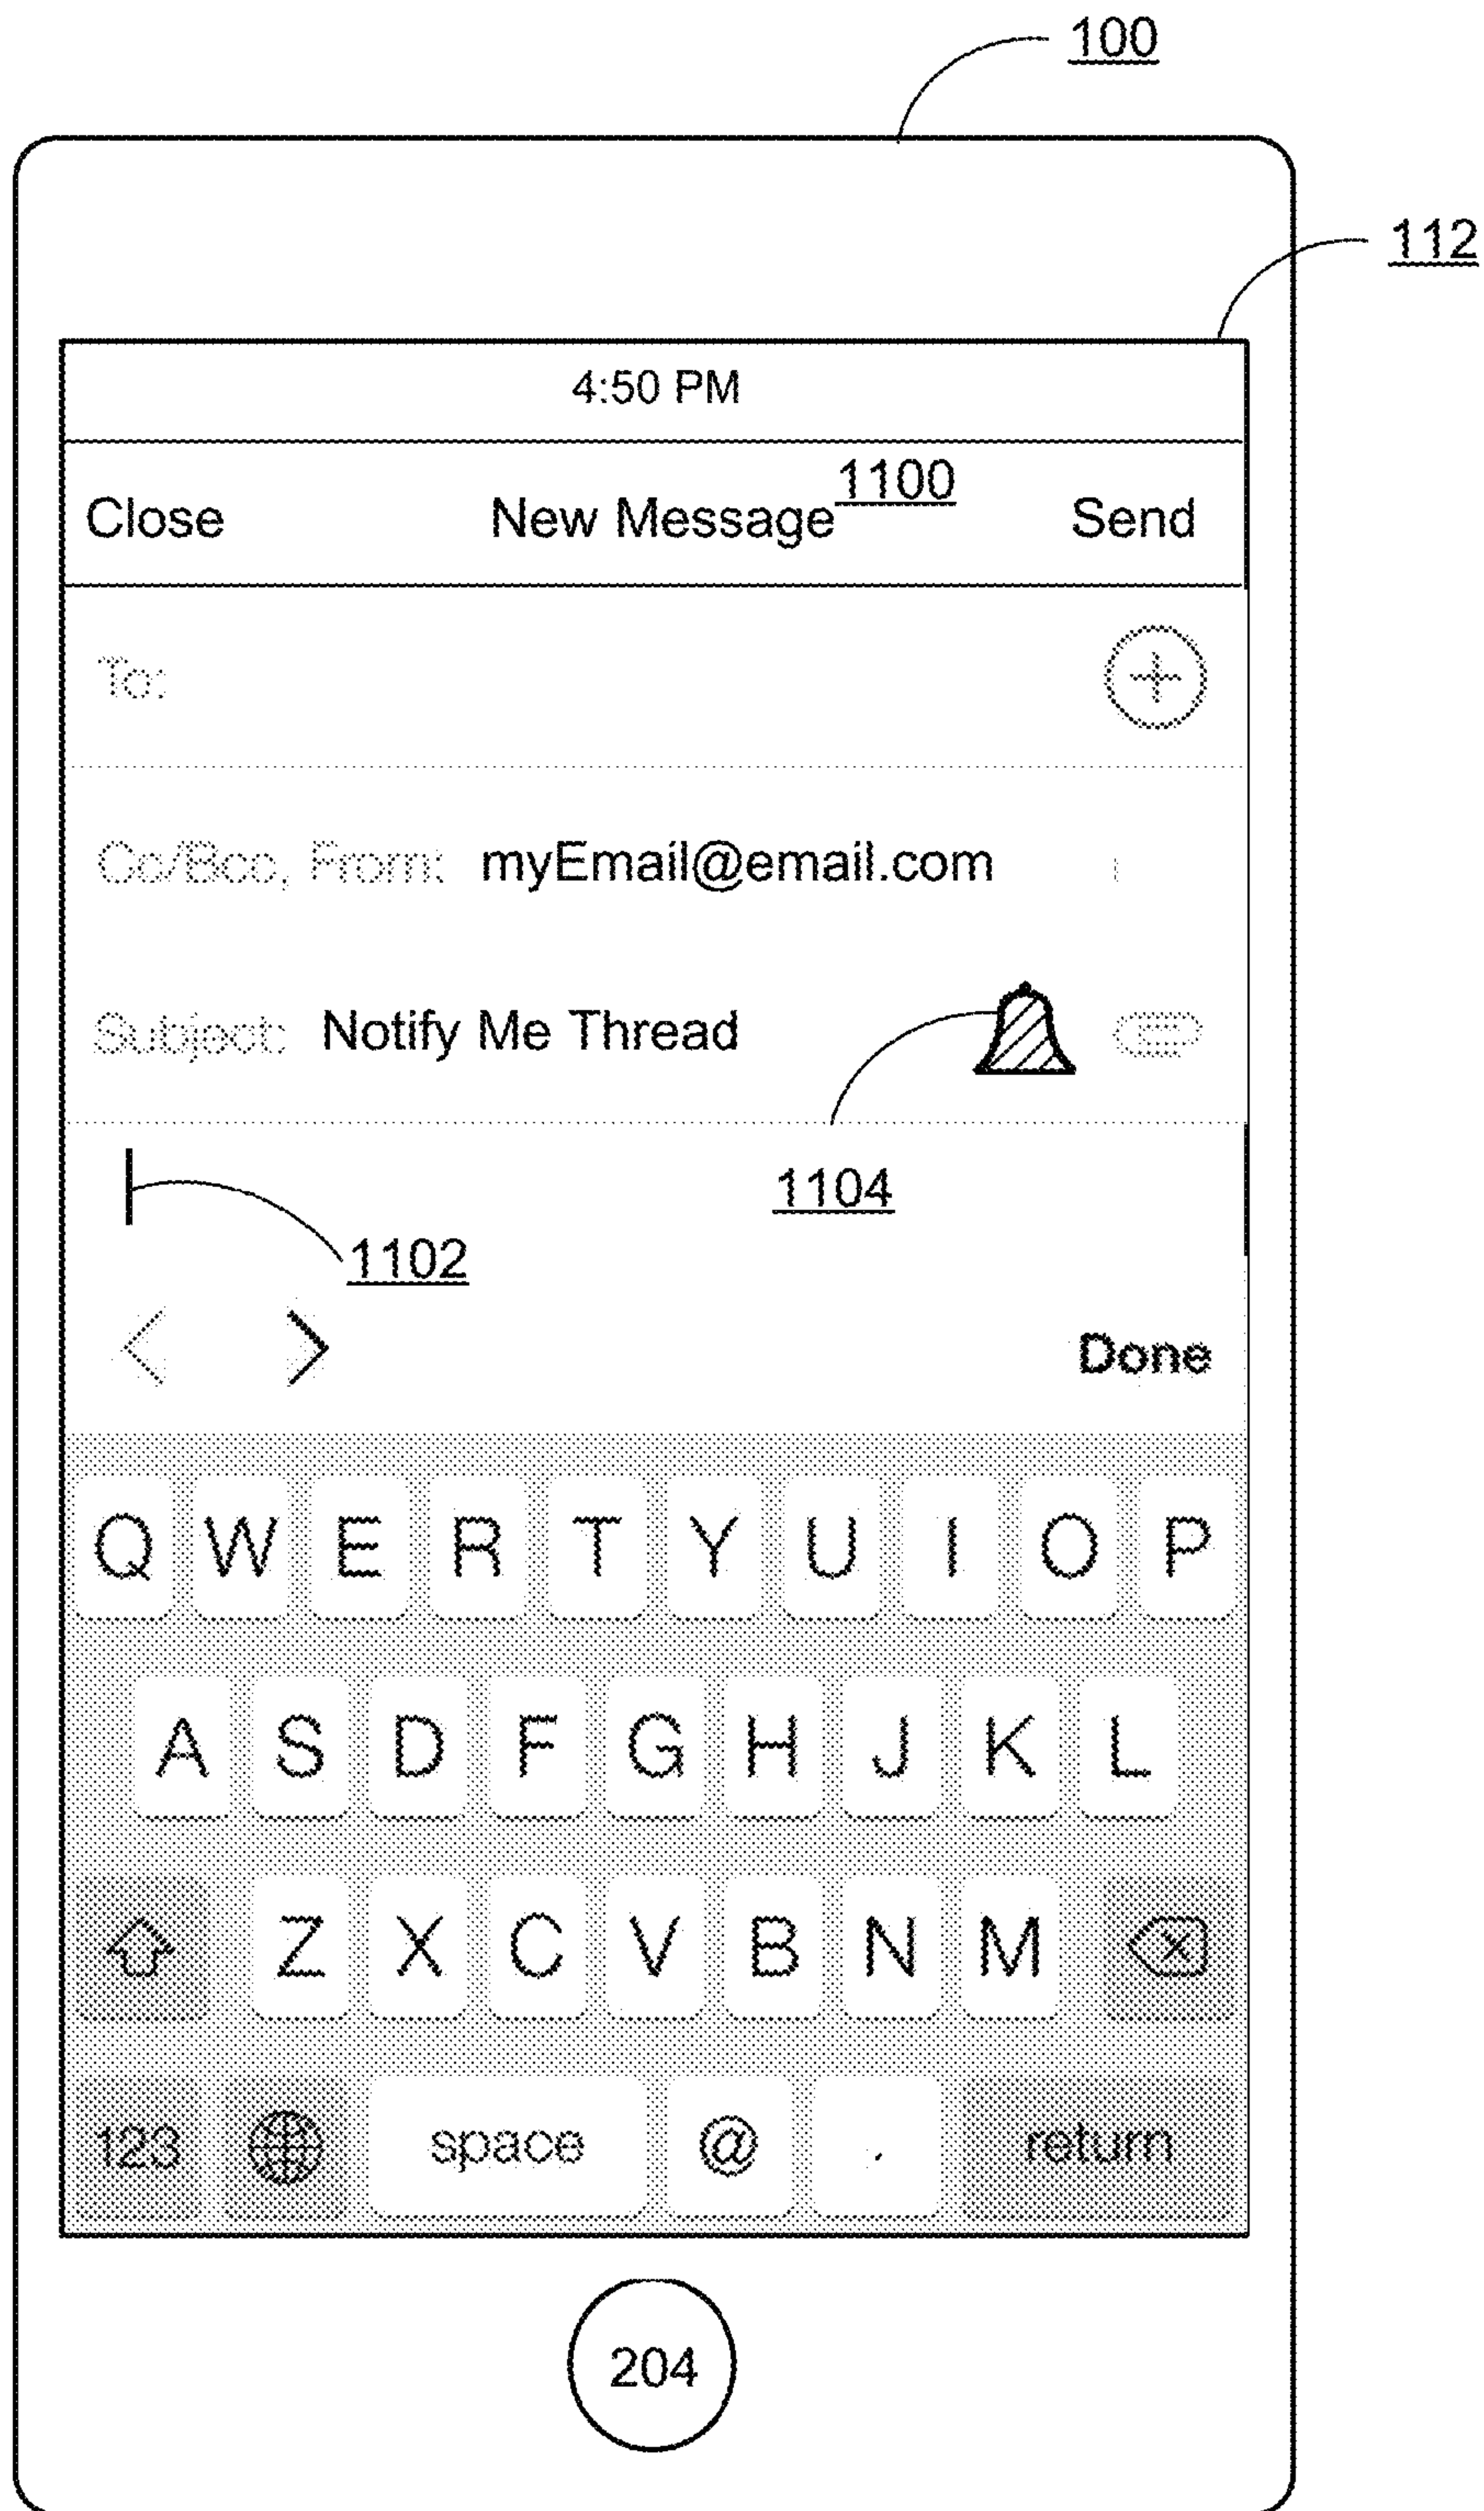 100
112
4:50 PM
Close New Message 1100 Send
To:
Cc/Bcc, From: myEmail@email.com
Subject: Notify Me Thread
1104
1102
Done
Q W E R T Y U I O P
A S D F G H J K L
Z X C V B N M
123 space @ . return
204